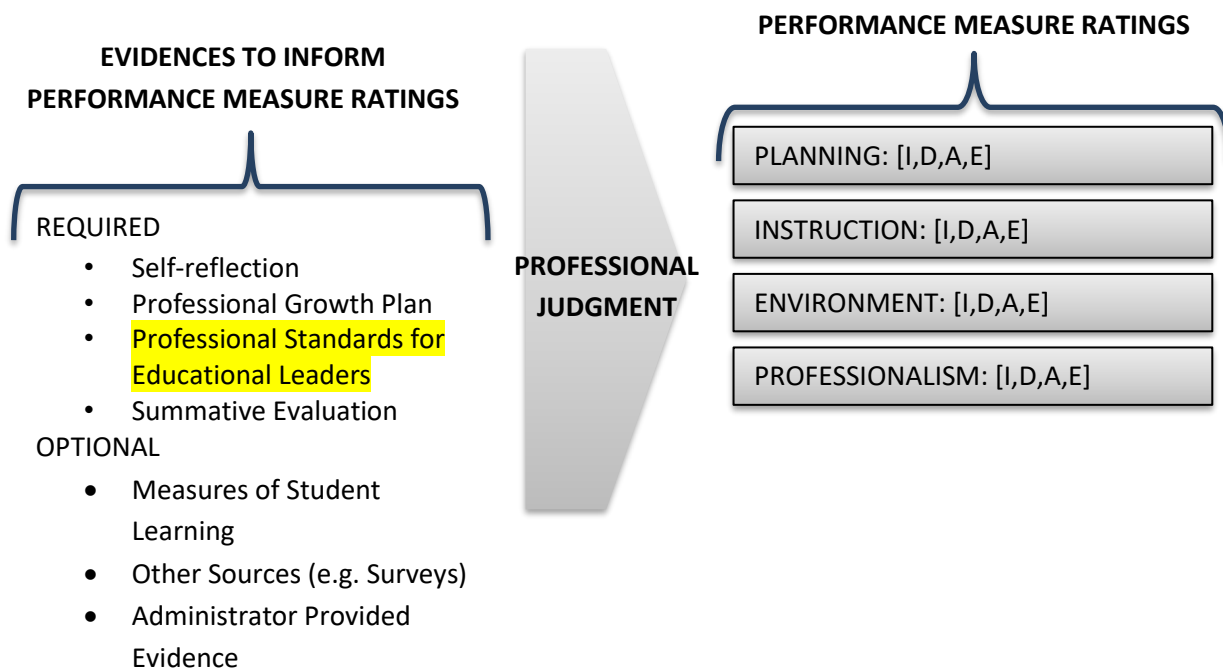 EVIDENCES TO INFORM
PERFORMANCE MEASURE RATINGS
REQUIRED
• Self-reflection
• Professional Growth Plan
• Professional Standards for
Educational Leaders
• Summative Evaluation
OPTIONAL
• Measures of Student
Learning
• Other Sources (e.g. Surveys)
• Administrator Provided
Evidence
PROFESSIONAL
JUDGMENT
PERFORMANCE MEASURE RATINGS
PLANNING: [I,D,A,E]
INSTRUCTION: [I,D,A,E]
ENVIRONMENT: [I,D,A,E]
PROFESSIONALISM: [I,D,A,E]